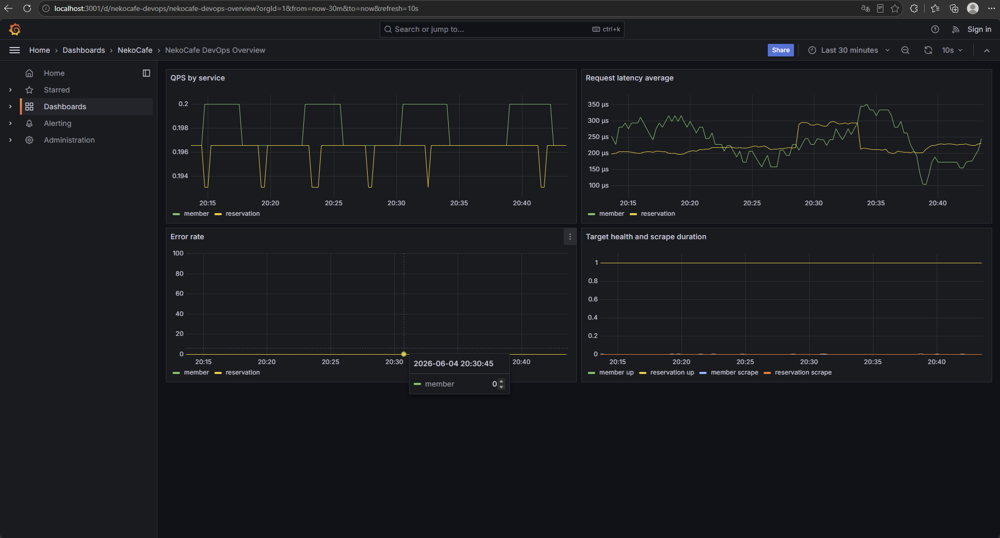 localhost:3001/d/nekocafe-devops/nekocafe-devops-overview?orgId=1&from=now-30m&to=now&refresh=10s
Search or jump to...
ctrl+k
Sign in
Home › Dashboards › NekoCafe › NekoCafe DevOps Overview
Share
Last 30 minutes
10s
Home
Starred
Dashboards
Alerting
Administration
QPS by service
0.2
0.198
0.196
0.194
20:15 20:20 20:25 20:30 20:35 20:40
member reservation
Request latency average
350 µs
300 µs
250 µs
200 µs
150 µs
100 µs
20:15 20:20 20:25 20:30 20:35 20:40
member reservation
Error rate
100
80
60
40
20
0
20:15 20:20 20:25 20:30 20:40
member reservation
2026-06-04 20:30:45
member 0
Target health and scrape duration
1
0.8
0.6
0.4
0.2
0
20:15 20:20 20:25 20:30 20:35 20:40
member up reservation up member scrape reservation scrape